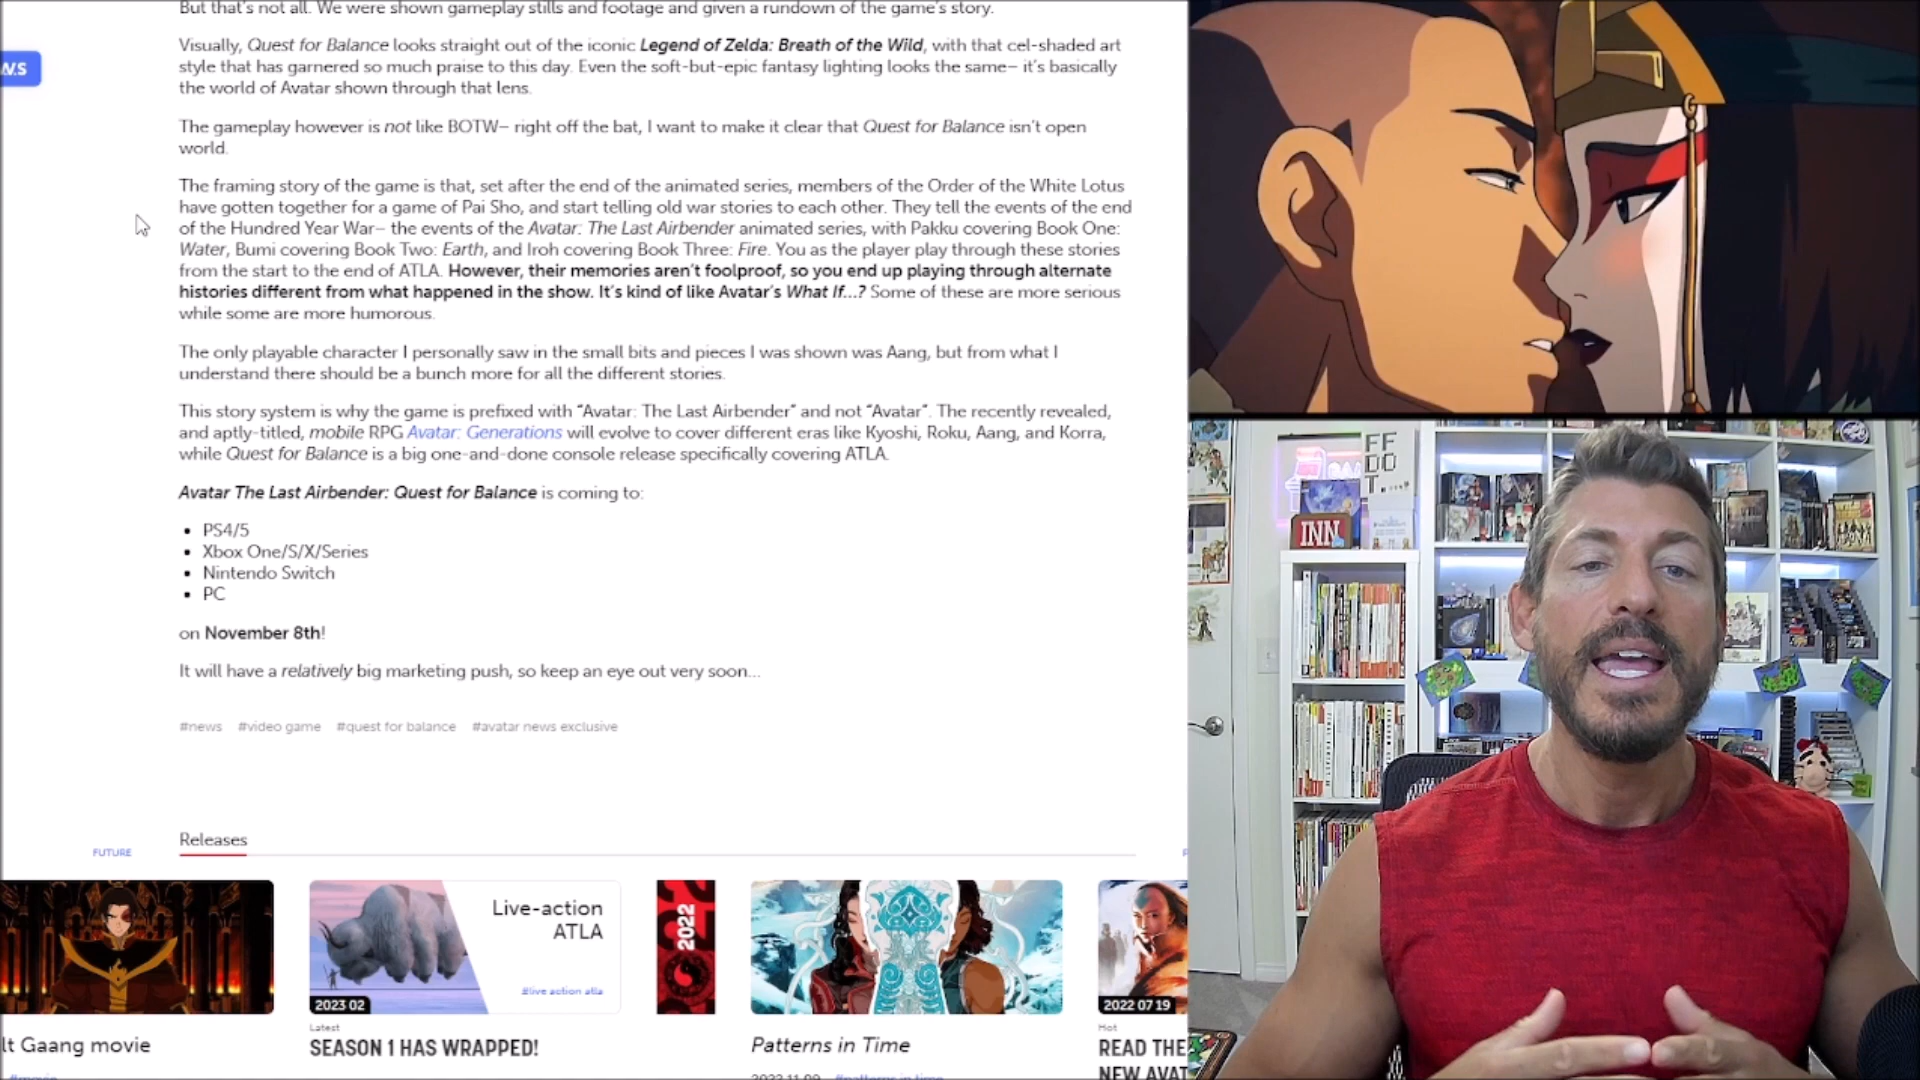 But that's not all. We were shown gameplay stills and footage and given a rundown of the game's story.
Visually, Quest for Balance looks straight out of the iconic Legend of Zelda: Breath of the Wild, with that cel-shaded art
style that has garnered so much praise to this day. Even the soft-but-epic fantasy lighting looks the same– it's basically
the world of Avatar shown through that lens.
The gameplay however is not like BOTW– right off the bat, I want to make it clear that Quest for Balance isn't open
world.
The framing story of the game is that, set after the end of the animated series, members of the Order of the White Lotus
have gotten together for a game of Pai Sho, and start telling old war stories to each other. They tell the events of the end
of the Hundred Year War– the events of the Avatar: The Last Airbender animated series, with Pakku covering Book One:
Water, Bumi covering Book Two: Earth, and Iroh covering Book Three: Fire. You as the player play through these stories
from the start to the end of ATLA. However, their memories aren't foolproof, so you end up playing through alternate
histories different from what happened in the show. It's kind of like Avatar's What If...? Some of these are more serious
while some are more humorous.
The only playable character I personally saw in the small bits and pieces I was shown was Aang, but from what I
understand there should be a bunch more for all the different stories.
This story system is why the game is prefixed with "Avatar: The Last Airbender" and not "Avatar". The recently revealed,
and aptly-titled, mobile RPG Avatar: Generations will evolve to cover different eras like Kyoshi, Roku, Aang, and Korra,
while Quest for Balance is a big one-and-done console release specifically covering ATLA.
Avatar The Last Airbender: Quest for Balance is coming to:
PS4/5
Xbox One/S/X/Series
Nintendo Switch
PC
on November 8th!
It will have a relatively big marketing push, so keep an eye out very soon...
#news #video game #quest for balance #avatar news exclusive
Releases
FUTURE
Live-action
ATLA
#live action atla
2023 02
2022
2022 07 19
Latest
Hot
lt Gaang movie
SEASON 1 HAS WRAPPED!
Patterns in Time
READ THE
NEW AVAT
#movie
2022.11.09 #patterns in time
INN